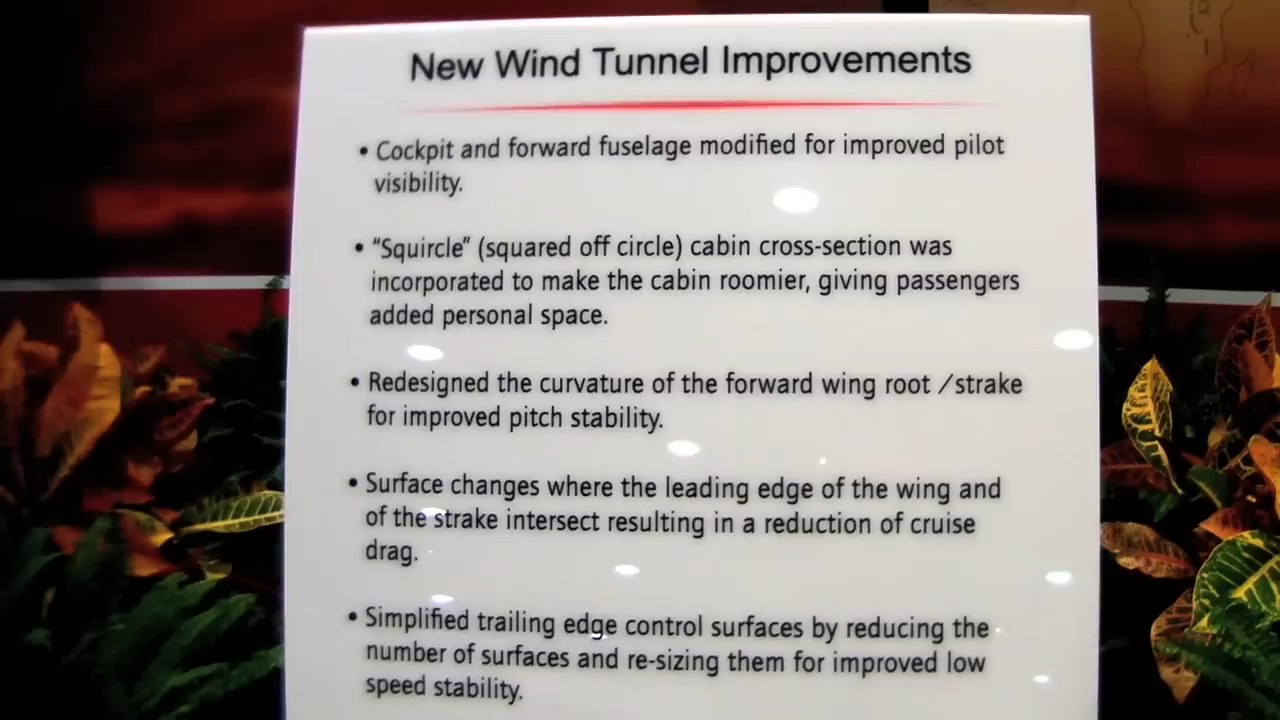 New Wind Tunnel Improvements
• Cockpit and forward fuselage modified for improved pilot
visibility.
• “Squircle” (squared off circle) cabin cross-section was
incorporated to make the cabin roomier, giving passengers
added personal space.
• Redesigned the curvature of the forward wing root /strake
for improved pitch stability.
• Surface changes where the leading edge of the wing and
of the strake intersect resulting in a reduction of cruise
drag.
• Simplified trailing edge control surfaces by reducing the
number of surfaces and re-sizing them for improved low
speed stability.